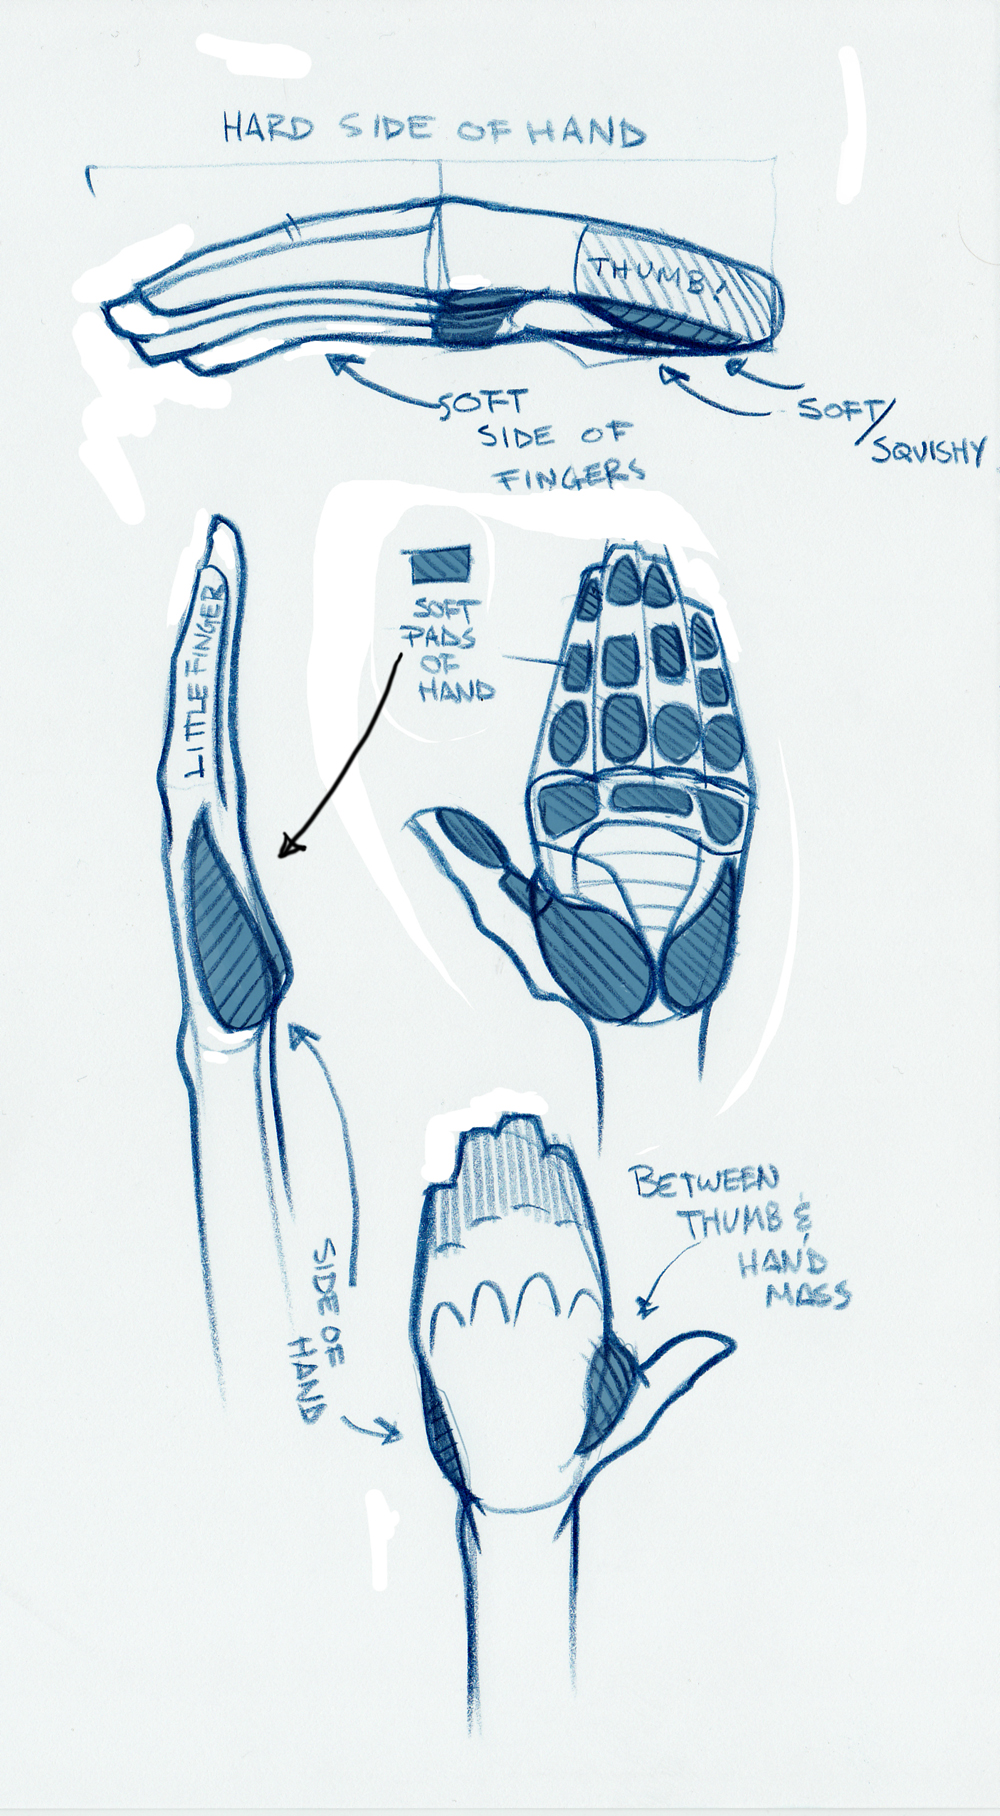 HARD SIDE OF HAND
THUMB!
SOFT
SIDE OF
FINGERS
SOFT/
SQUISHY
LITTLE FINGER
SOFT
PADS
OF
HAND
BETWEEN
THUMB &
HAND
MASS
SIDE OF
HAND